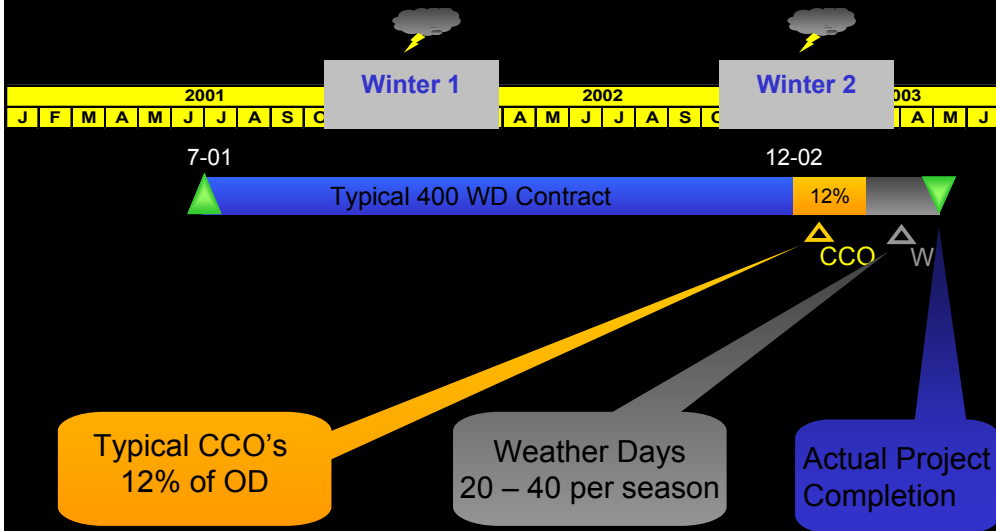 Winter 1
Winter 2
2001
2002
003
J F M A M J J A S O
A M J J A S O
A M J
7-01
12-02
Typical 400 WD Contract
12%
CCO
W
Typical CCO’s
12% of OD
Weather Days
20 – 40 per season
Actual Project
Completion